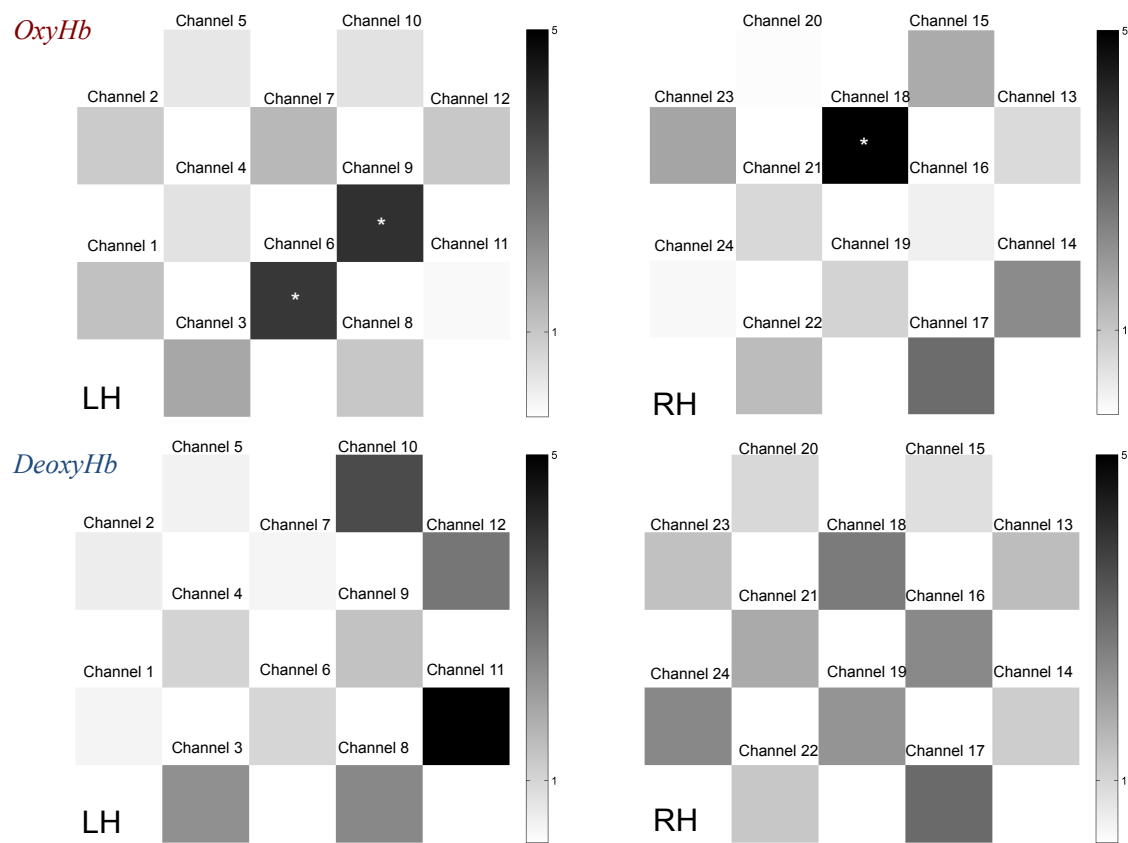 OxyHb
Channel 5 Channel 10 5
Channel 2 Channel 7 Channel 12
Channel 4 Channel 9
*
Channel 1 Channel 6 Channel 11
*
Channel 3 Channel 8 1
LH
Channel 20 Channel 15 5
Channel 23 Channel 18 Channel 13
*
Channel 21 Channel 16
Channel 24 Channel 19 Channel 14
Channel 22 Channel 17 1
RH
DeoxyHb
Channel 5 Channel 10 5
Channel 2 Channel 7 Channel 12
Channel 4 Channel 9
Channel 1 Channel 6 Channel 11
Channel 3 Channel 8
1
LH
Channel 20 Channel 15 5
Channel 23 Channel 18 Channel 13
Channel 21 Channel 16
Channel 24 Channel 19 Channel 14
Channel 22 Channel 17
1
RH